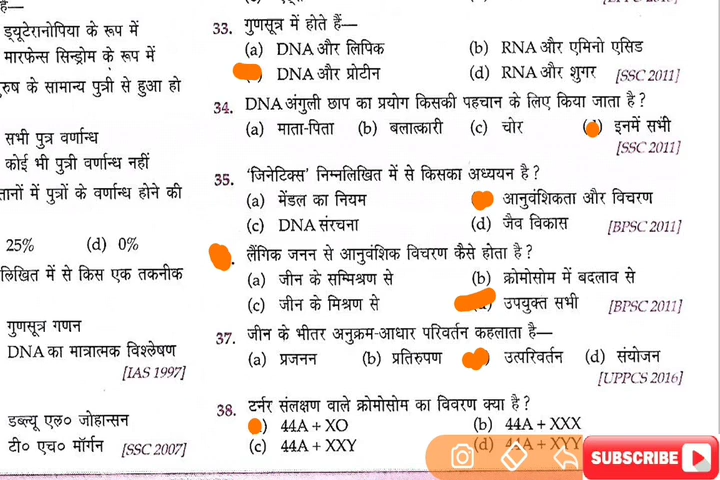 है—
ड्यूटेरानोपिया के रूप में
मारफेन्स सिन्ड्रोम के रूप में
रुष के सामान्य पुत्री से हुआ हो
सभी पुत्र वर्णान्ध
कोई भी पुत्री वर्णान्ध नहीं
तानों में पुत्रों के वर्णान्ध होने की
25% (d) 0%
लिखित में से किस एक तकनीक
गुणसूत्र गणन
DNA का मात्रात्मक विश्लेषण
[IAS 1997]
डब्ल्यू एल० जोहान्सन
टी० एच० मॉर्गन [SSC 2007]
33. गुणसूत्र में होते हैं—
(a) DNA और लिपिक (b) RNA और एमिनो एसिड
DNA और प्रोटीन (d) RNA और शुगर [SSC 2011]
34. DNA अंगुली छाप का प्रयोग किसकी पहचान के लिए किया जाता है ?
(a) माता-पिता (b) बलात्कारी (c) चोर (d) इनमें सभी
[SSC 2011]
35. ‘जिनेटिक्स’ निम्नलिखित में से किसका अध्ययन है ?
(a) मेंडल का नियम आनुवंशिकता और विचरण
(c) DNA संरचना (d) जैव विकास [BPSC 2011]
लैंगिक जनन से आनुवंशिक विचरण कैसे होता है ?
(a) जीन के सम्मिश्रण से (b) क्रोमोसोम में बदलाव से
(c) जीन के मिश्रण से (d) उपयुक्त सभी [BPSC 2011]
37. जीन के भीतर अनुक्रम-आधार परिवर्तन कहलाता है—
(a) प्रजनन (b) प्रतिरुपण उत्परिवर्तन (d) संयोजन
[UPPCS 2016]
38. टर्नर संलक्षण वाले क्रोमोसोम का विवरण क्या है ?
44A + XO (b) 44A + XXX
(c) 44A + XXY (d) 44A + XYY
SUBSCRIBE